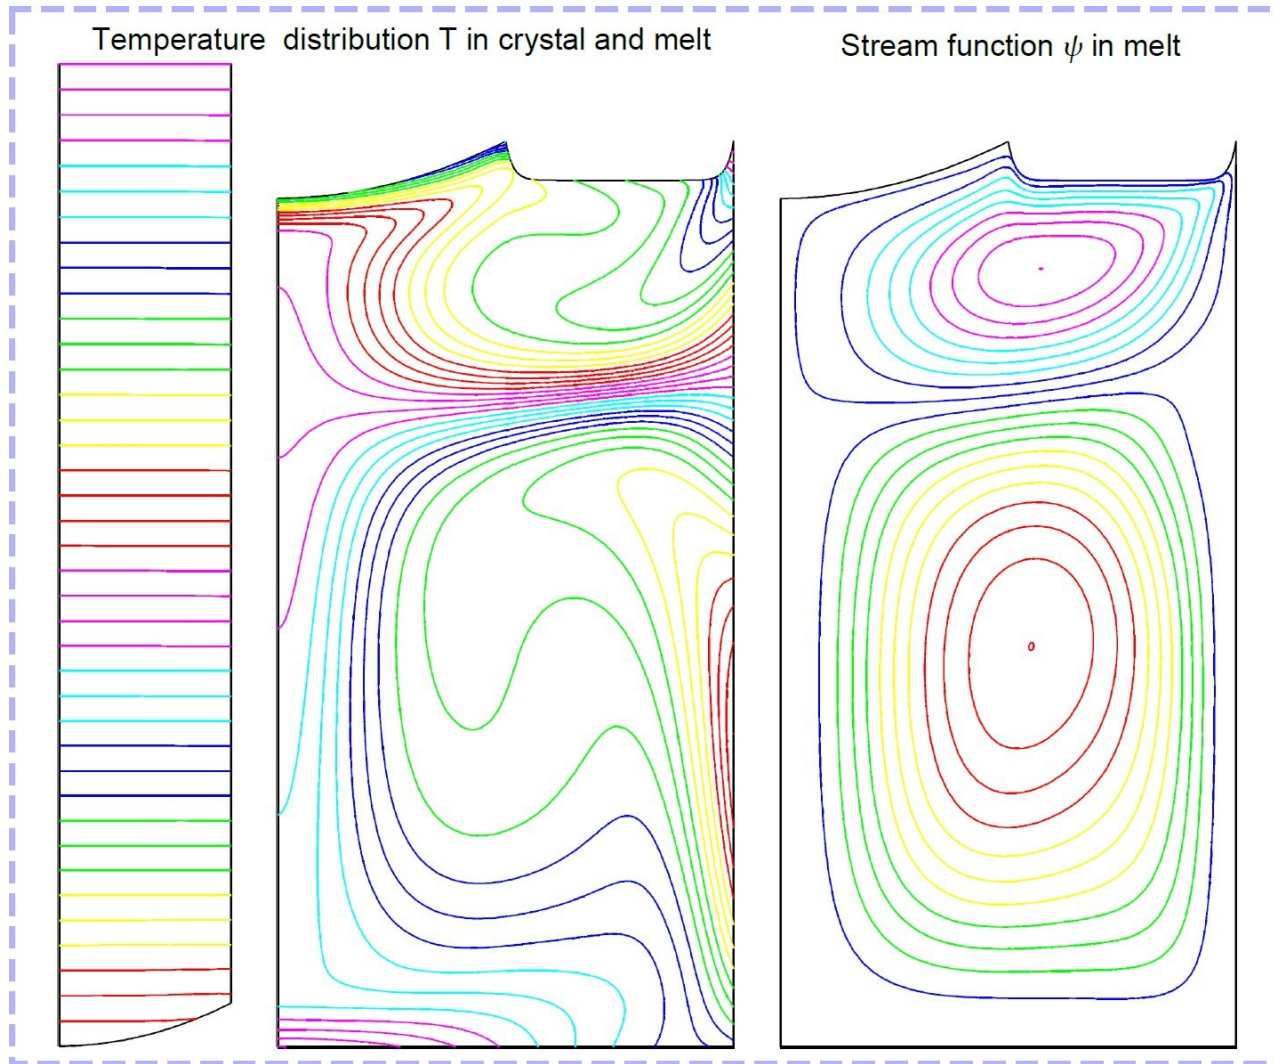 Temperature distribution T in crystal and melt
Stream function ψ in melt